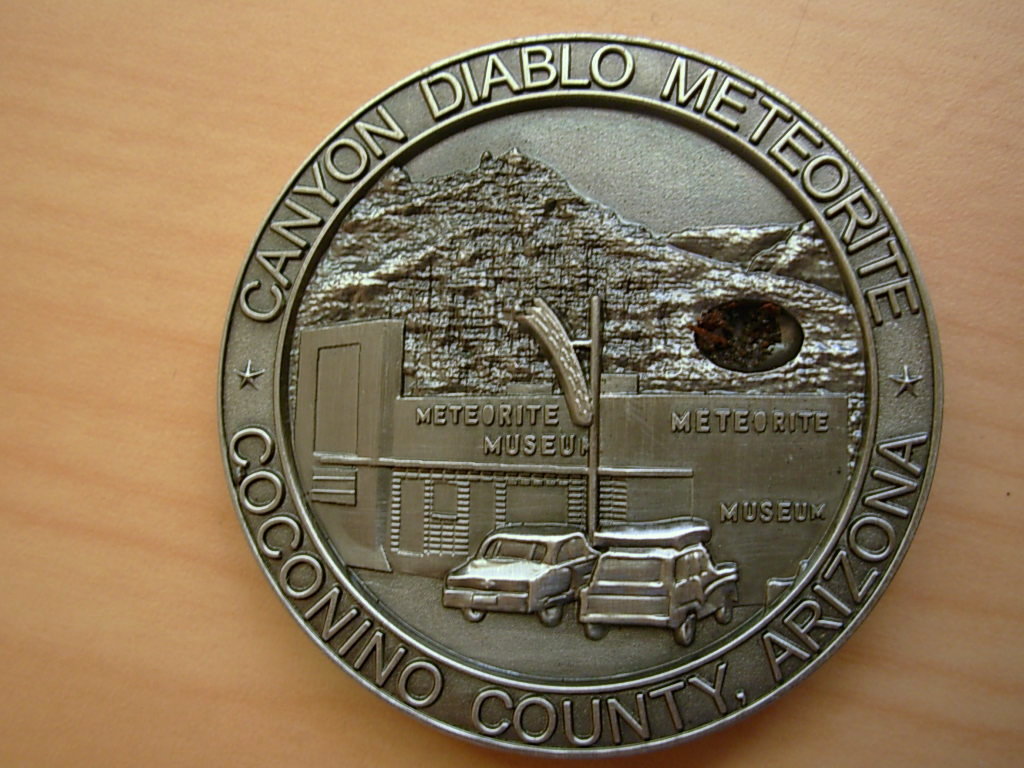 CANYON DIABLO METEORITE
METEORITE
MUSEUM
METEORITE
MUSEUM
COCONINO COUNTY, ARIZONA